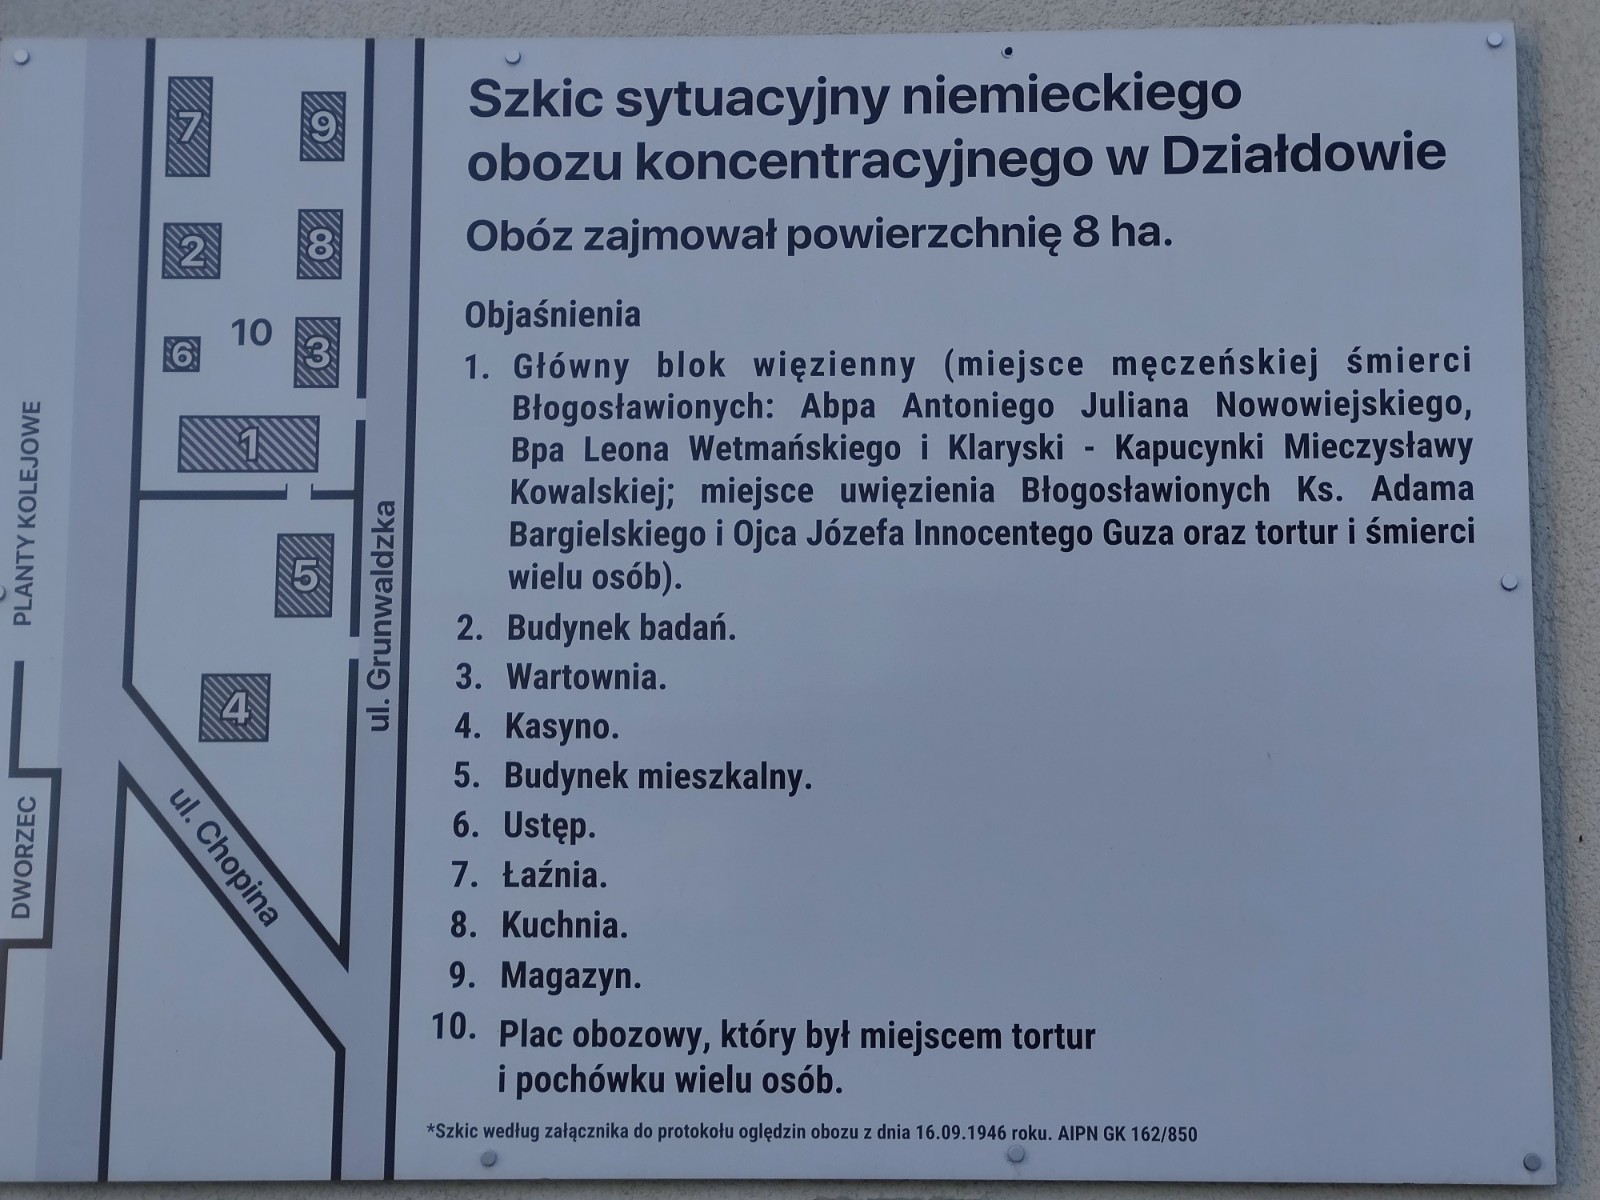 Szkic sytuacyjny niemieckiego
obozu koncentracyjnego w Działdowie
Obóz zajmował powierzchnię 8 ha.
Objaśnienia
1. Główny blok więzienny (miejsce męczeńskiej śmierci
Błogosławionych: Abpa Antoniego Juliana Nowowiejskiego,
Bpa Leona Wetmańskiego i Klaryski - Kapucynki Mieczysławy
Kowalskiej; miejsce uwięzienia Błogosławionych Ks. Adama
Bargielskiego i Ojca Józefa Innocentego Guza oraz tortur i śmierci
wielu osób).
2. Budynek badań.
3. Wartownia.
4. Kasyno.
5. Budynek mieszkalny.
6. Ustęp.
7. Łaźnia.
8. Kuchnia.
9. Magazyn.
10. Plac obozowy, który był miejscem tortur
i pochówku wielu osób.
*Szkic według załącznika do protokołu oględzin obozu z dnia 16.09.1946 roku. AIPN GK 162/850
7
9
2
8
10
6
3
1
5
4
PLANTY KOLEJOWE
DWORZEC
ul. Grunwaldzka
ul. Chopina